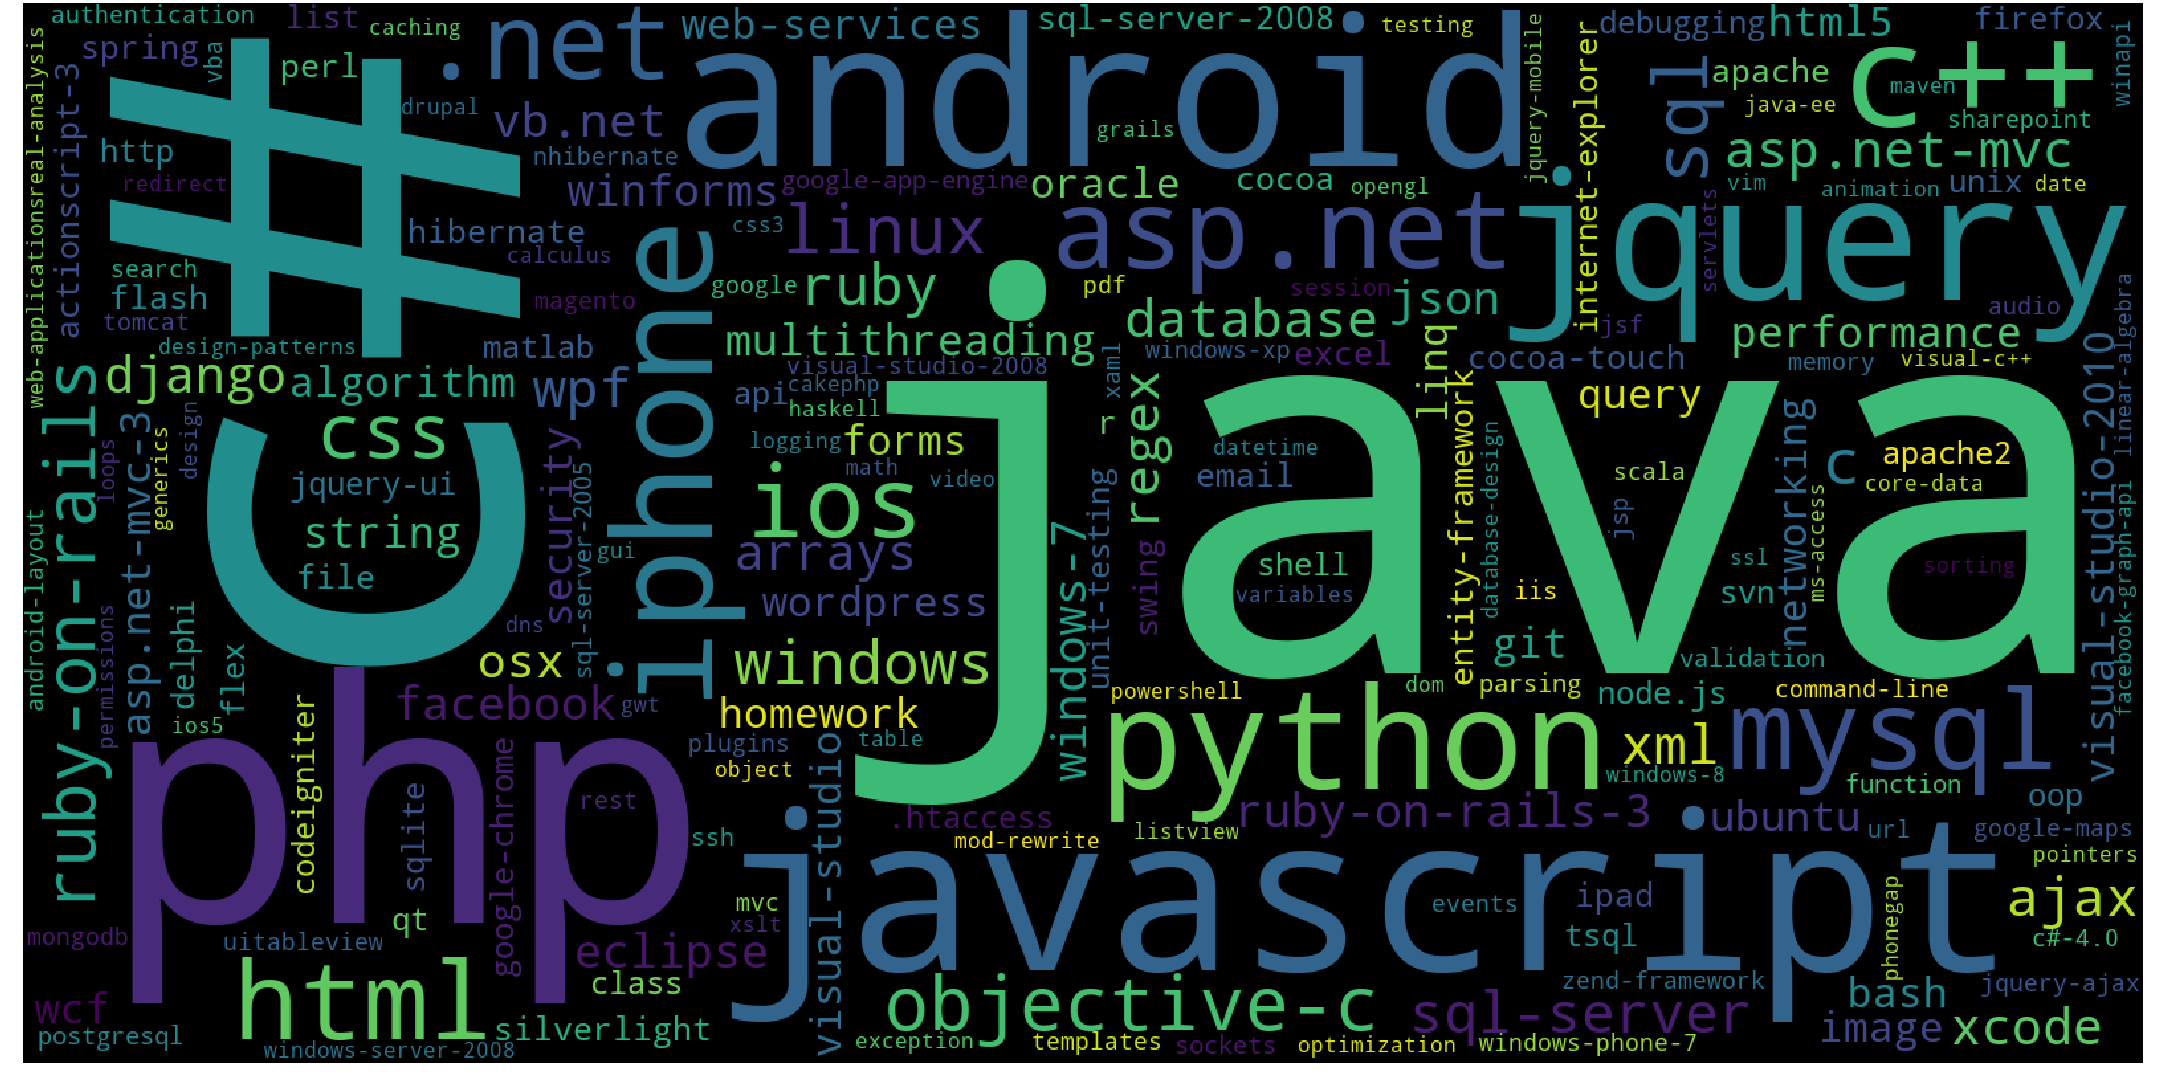 authentication
list
caching
.net
web-services
sql-server-2008
testing
android
debugging
html5
firefox
spring
vba
perl
drupal
vb.net
grails
jquery-mobile
internet-explorer
sql
apache
c++
maven
java-ee
sharepoint
winapi
web-applicationsreal-analysis
actionscript-3
http
redirect
c#
nhibernate
winforms
google-app-engine
oracle
cocoa
opengl
asp.net-mvc
vim
animation
unix
date
hibernate
calculus
css3
linux
asp.net
jquery
servlets
search
flash
tomcat
magento
iphone
google
ruby
pdf
session
json
jsf
audio
linear-algebra
design-patterns
matlab
multithreading
database
performance
visual-studio-2008
windows-xp
excel
linq
cocoa-touch
memory
visual-c++
django
algorithm
wpf
api
cakephp
haskell
java
xaml
r
regex
query
visual-studio-2010
ruby-on-rails
asp.net-mvc-3
loops
generics
design
css
jquery-ui
security
sql-server-2005
logging
forms
math
video
datetime
email
entity-framework
database-design
scala
networking
c
apache2
core-data
string
file
gui
ios
arrays
windows-7
unit-testing
swing
shell
variables
iis
jsp
ssl
svn
ms-access
sorting
facebook-graph-api
android-layout
permissions
delphi
flex
dns
wordpress
osx
windows
git
validation
ios5
facebook
gwt
homework
powershell
dom
parsing
node.js
command-line
php
codeigniter
plugins
table
object
python
xml
mysql
windows-8
function
sqlite
google-chrome
rest
visual-studio
.htaccess
ruby-on-rails-3
ubuntu
oop
ssh
mod-rewrite
listview
url
google-maps
javascript
pointers
mongodb
uitableview
qt
mvc
xslt
events
ipad
phonegap
ajax
eclipse
tsql
c#-4.0
wcf
html
class
objective-c
zend-framework
bash
jquery-ajax
postgresql
silverlight
sql-server
image
xcode
windows-server-2008
exception
templates
sockets
optimization
windows-phone-7